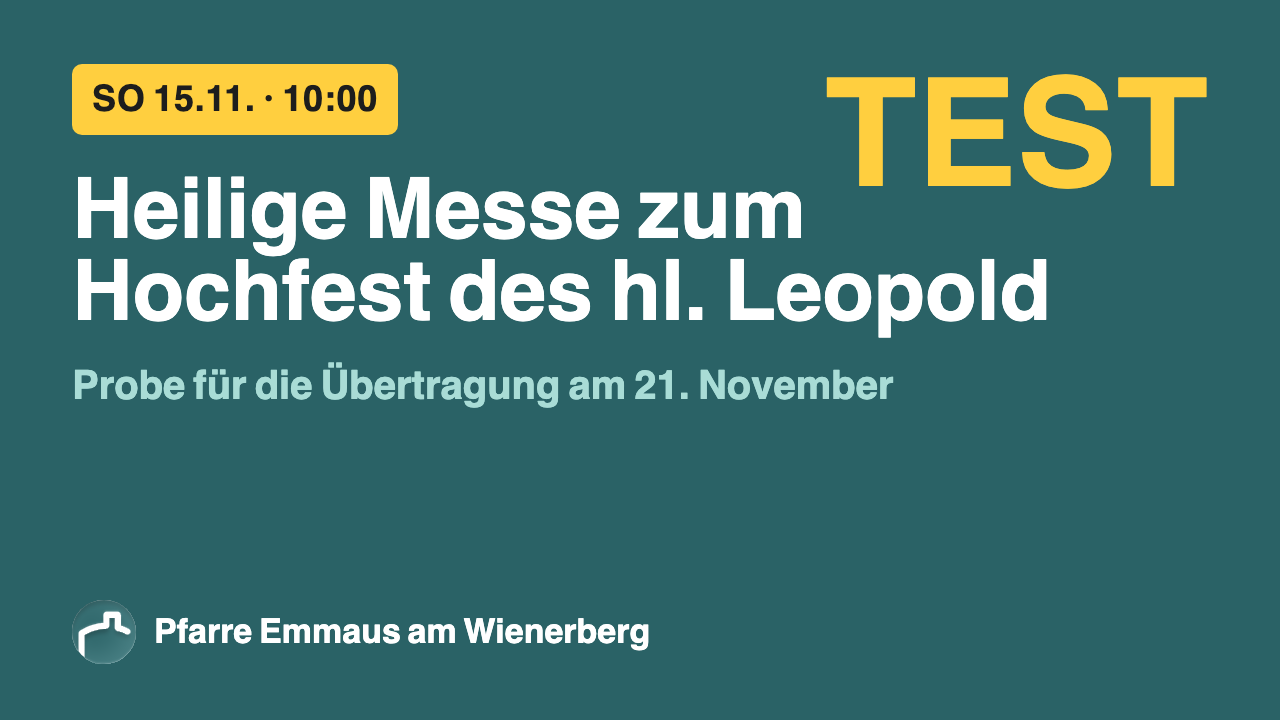 SO 15.11. · 10:00
TEST
Heilige Messe zum
Hochfest des hl. Leopold
Probe für die Übertragung am 21. November
Pfarre Emmaus am Wienerberg